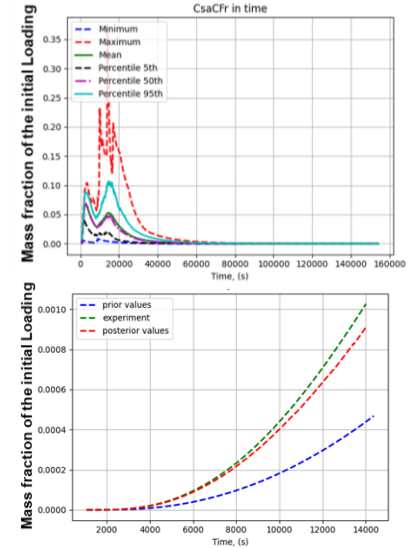 CsaCFr in time
Mass fraction of the initial Loading
0.35
0.30
0.25
0.20
0.15
0.10
0.05
0.00
Minimum
Maximum
Mean
Percentile 5th
Percentile 50th
Percentile 95th
0
20000
40000
60000
80000
100000
120000
140000
160000
Time, (s)
Mass fraction of the initial Loading
0.0010
0.0008
0.0006
0.0004
0.0002
0.0000
prior values
experiment
posterior values
2000
4000
6000
8000
10000
12000
14000
Time, (s)